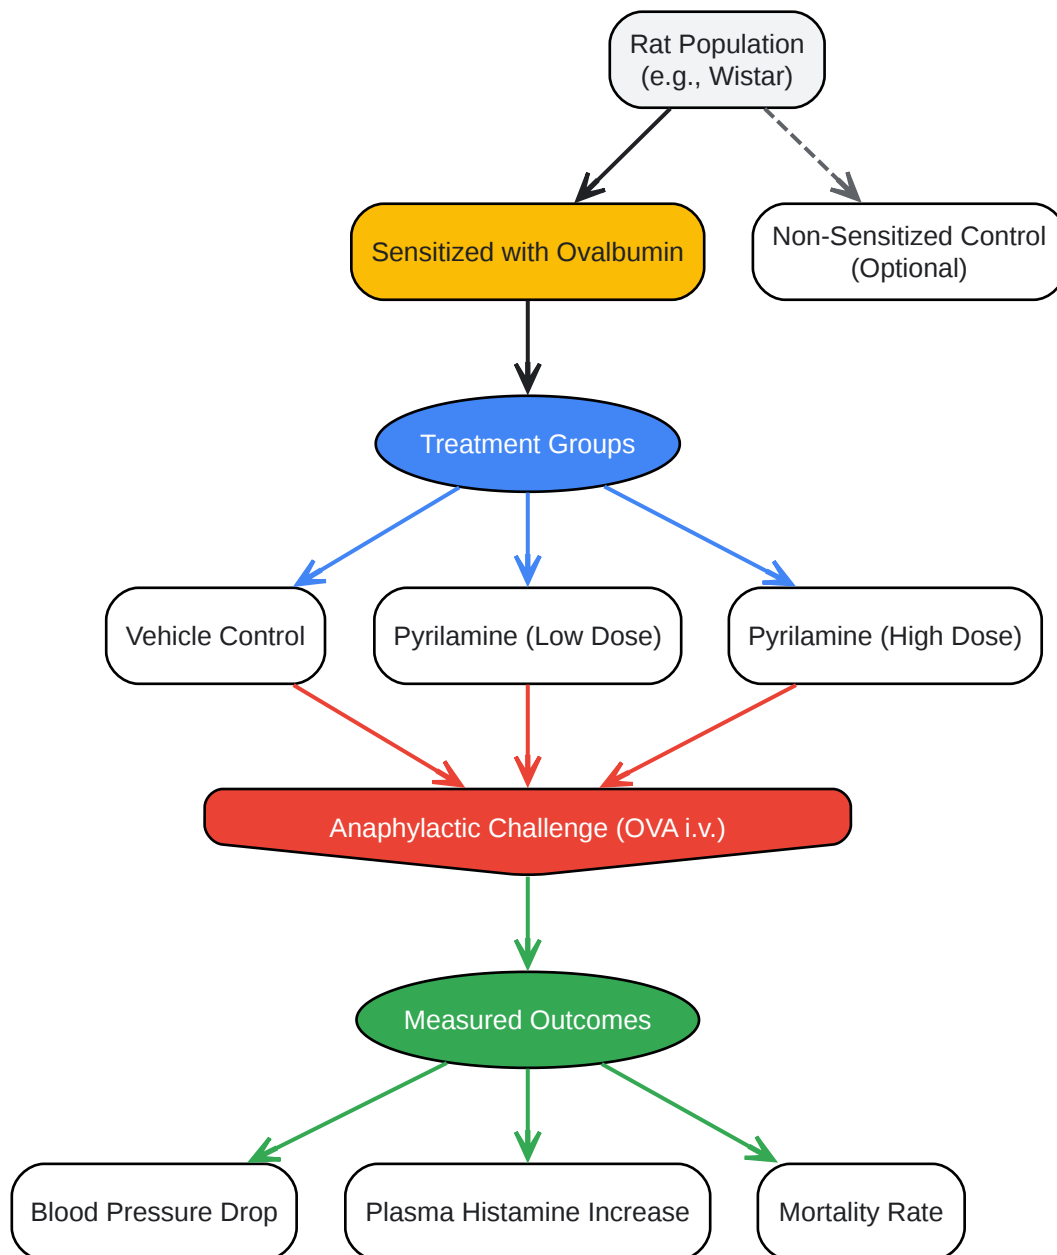 Rat Population
(e.g., Wistar)
Sensitized with Ovalbumin
Non-Sensitized Control
(Optional)
Treatment Groups
Vehicle Control
Pyrilamine (Low Dose)
Pyrilamine (High Dose)
Anaphylactic Challenge (OVA i.v.)
Measured Outcomes
Blood Pressure Drop
Plasma Histamine Increase
Mortality Rate